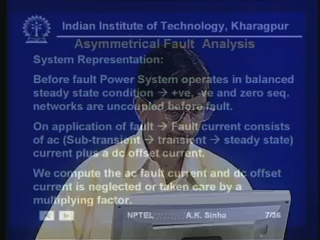 Indian Institute of Technology, Kharagpur
Asymmetrical Fault Analysis
System Representation:
Before fault Power System operates in balanced
steady state condition → +ve, -ve and zero seq.
networks are uncoupled before fault.
On application of fault → Fault current consists
of ac (Sub-transient → transient → steady state)
current plus a dc offset current.
We compute the ac fault current and dc offset
current is neglected or taken care by a
multiplying factor.
NPTEL A.K. Sinha 7/36